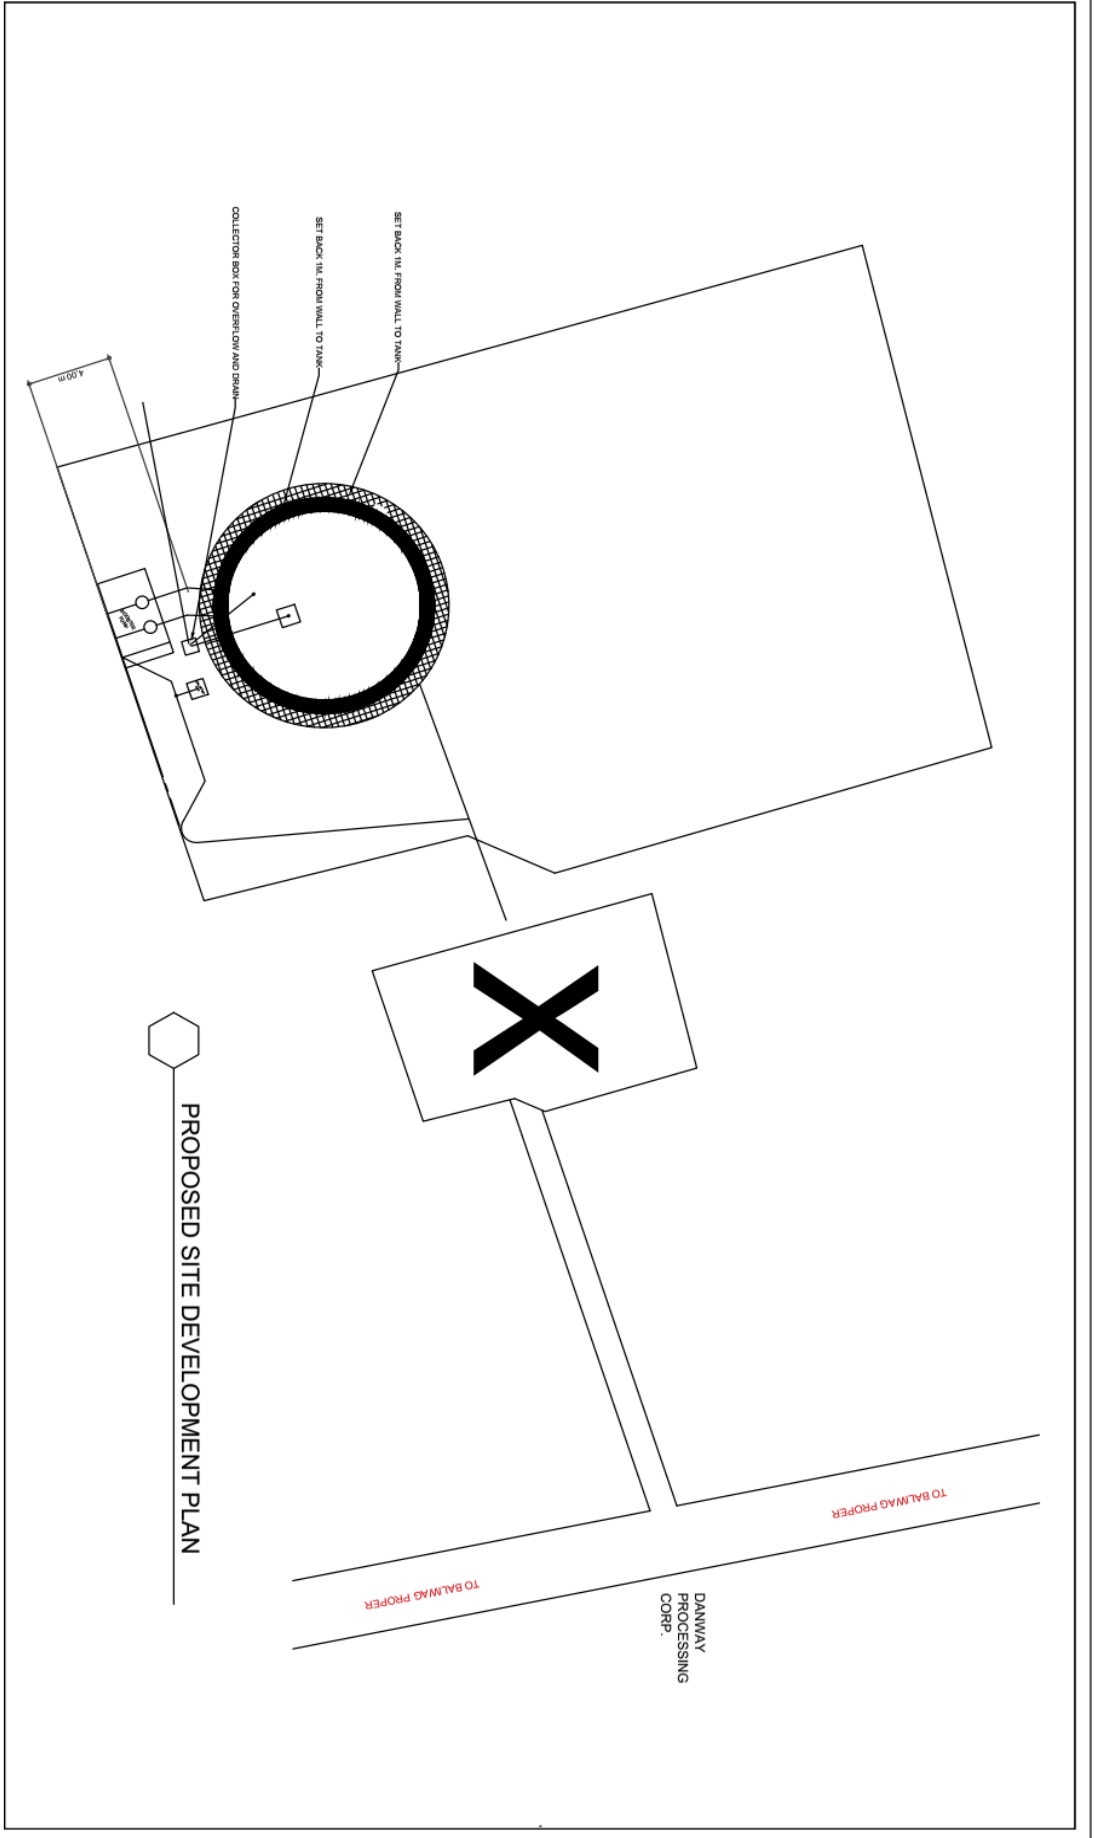 SET BACK 1M. FROM WALL TO TANK
SET BACK 1M. FROM WALL TO TANK
COLLECTOR BOX FOR OVERFLOW AND DRAIN
4.00 m
TO BALIWAG PROPER
TO BALIWAG PROPER
DANWAY
PROCESSING
CORP.
PROPOSED SITE DEVELOPMENT PLAN